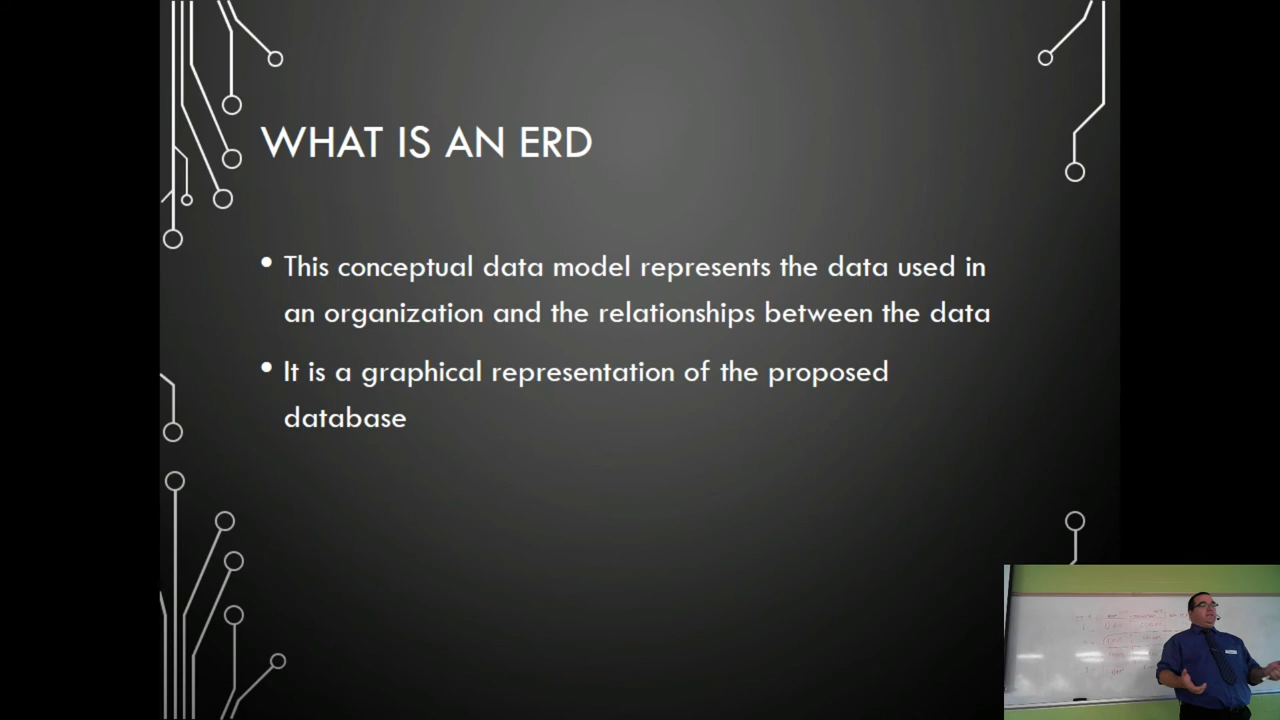 WHAT IS AN ERD
• This conceptual data model represents the data used in
an organization and the relationships between the data
• It is a graphical representation of the proposed
database